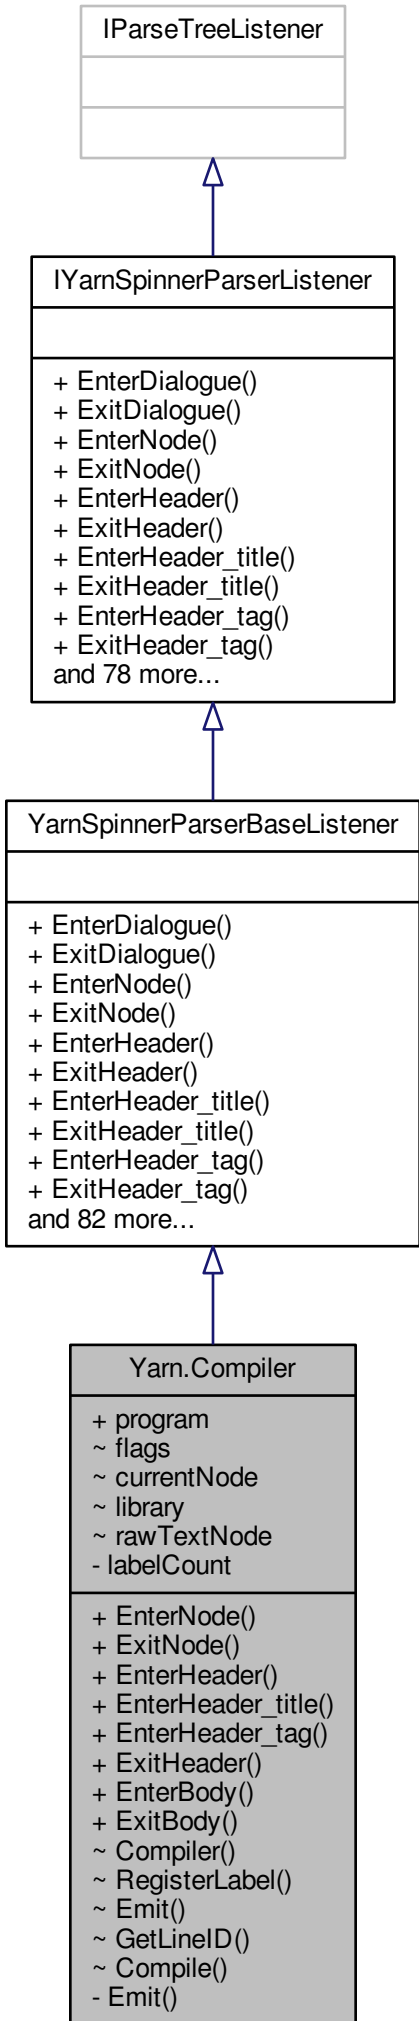 IParseTreeListener
IYarnSpinnerParserListener
+ EnterDialogue()
+ ExitDialogue()
+ EnterNode()
+ ExitNode()
+ EnterHeader()
+ ExitHeader()
+ EnterHeader_title()
+ ExitHeader_title()
+ EnterHeader_tag()
+ ExitHeader_tag()
and 78 more...
YarnSpinnerParserBaseListener
+ EnterDialogue()
+ ExitDialogue()
+ EnterNode()
+ ExitNode()
+ EnterHeader()
+ ExitHeader()
+ EnterHeader_title()
+ ExitHeader_title()
+ EnterHeader_tag()
+ ExitHeader_tag()
and 82 more...
Yarn.Compiler
+ program
~ flags
~ currentNode
~ library
~ rawTextNode
- labelCount
+ EnterNode()
+ ExitNode()
+ EnterHeader()
+ EnterHeader_title()
+ EnterHeader_tag()
+ ExitHeader()
+ EnterBody()
+ ExitBody()
~ Compiler()
~ RegisterLabel()
~ Emit()
~ GetLineID()
~ Compile()
- Emit()